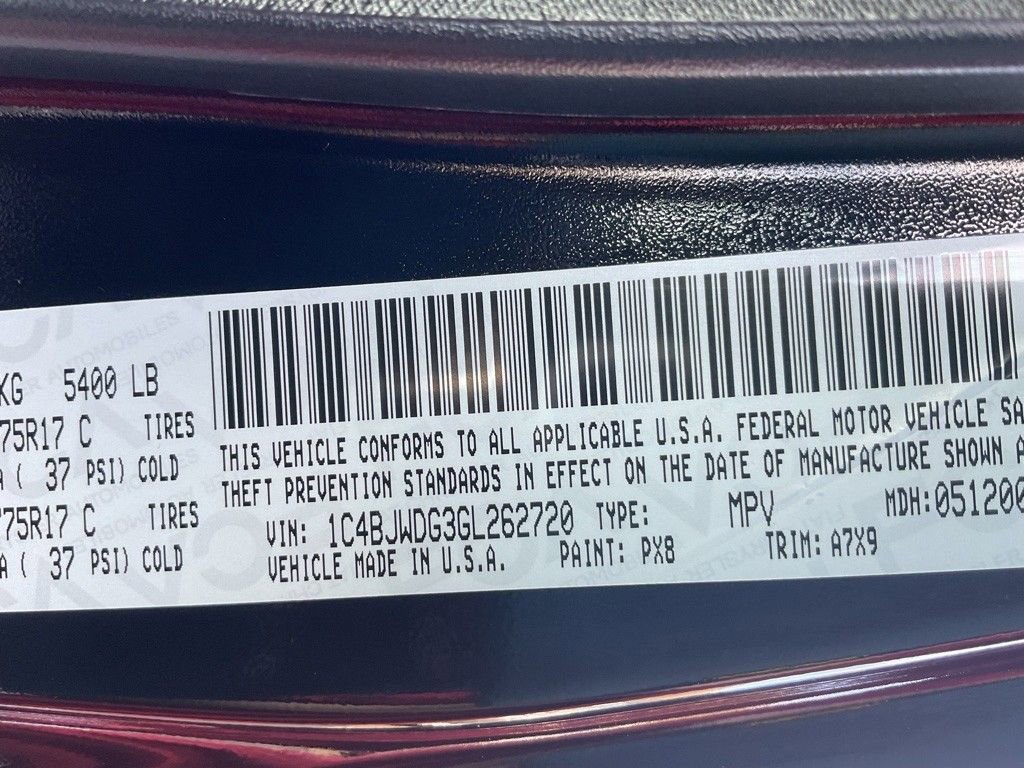 KG 5400 LB
75R17 C TIRES
A ( 37 PSI) COLD
75R17 C TIRES
A ( 37 PSI) COLD
THIS VEHICLE CONFORMS TO ALL APPLICABLE U.S.A. FEDERAL MOTOR VEHICLE SA
THEFT PREVENTION STANDARDS IN EFFECT ON THE DATE OF MANUFACTURE SHOWN A
VIN: 1C4BJWDG3GL262720 TYPE: MPV MDH:051200
VEHICLE MADE IN U.S.A. PAINT: PX8 TRIM: A7X9